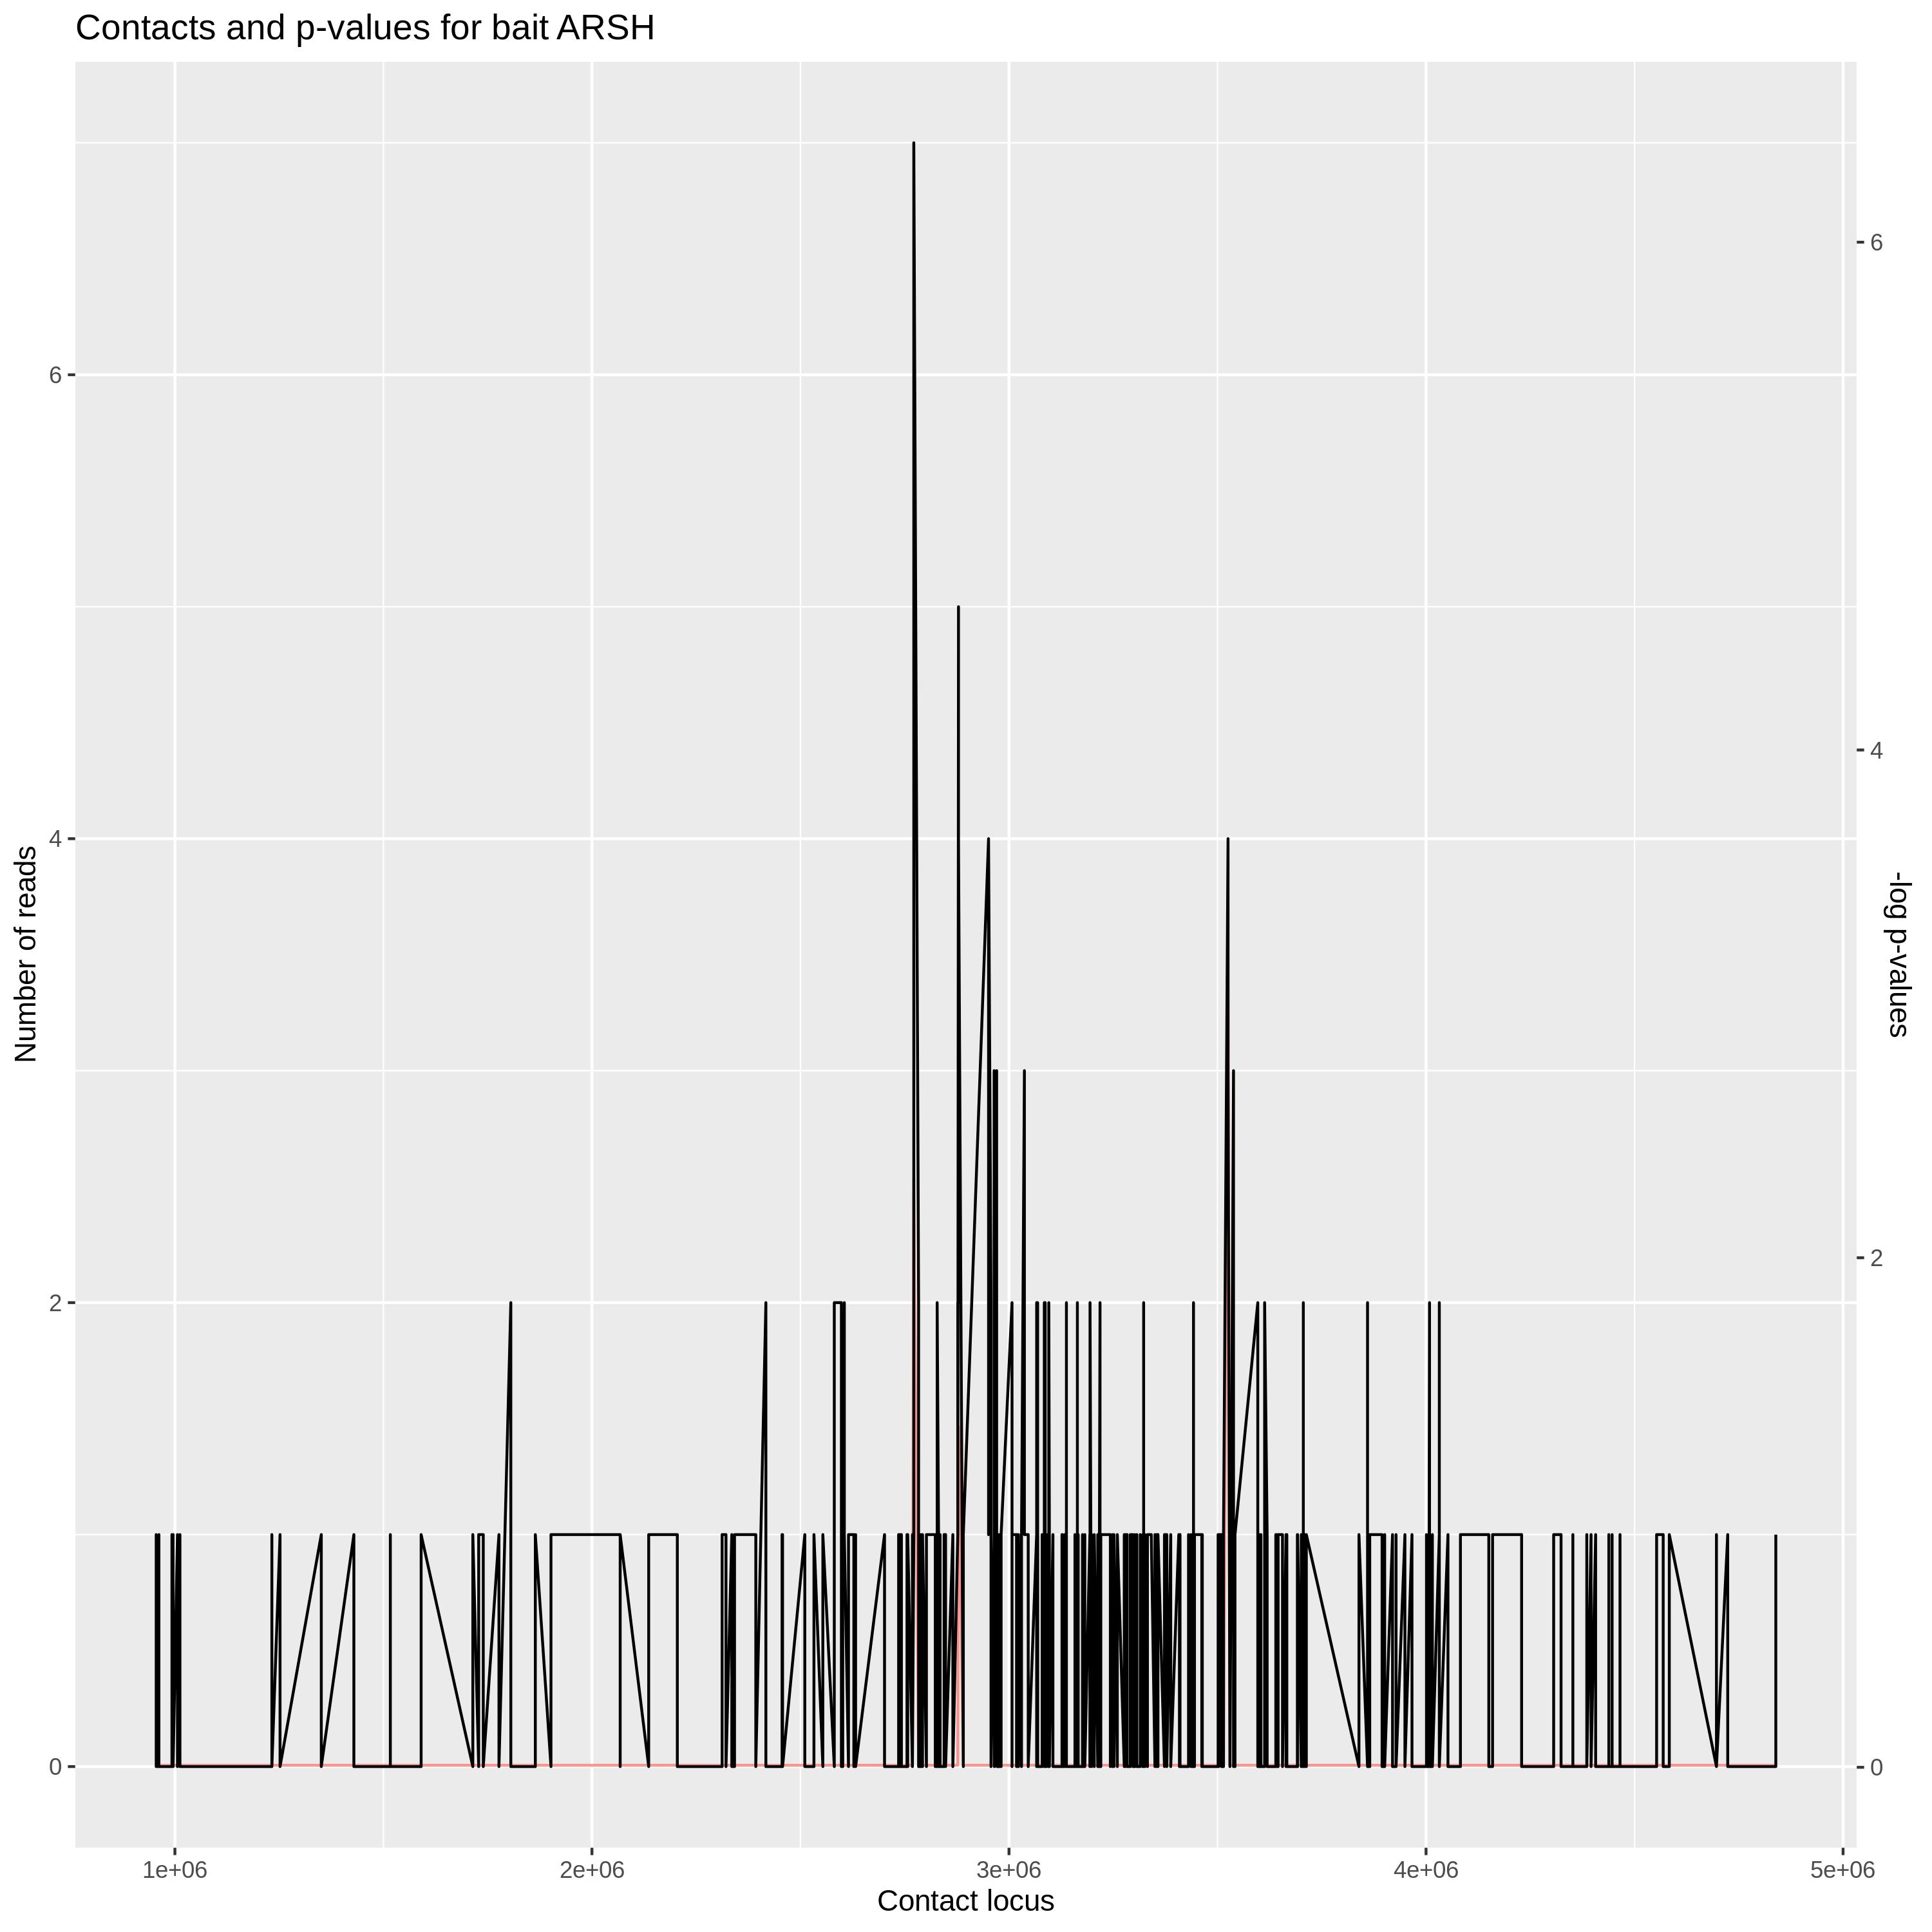 Contacts and p-values for bait ARSH
Number of reads
6
4
2
0
6
4
2
0
-log p-values
1e+06
2e+06
3e+06
4e+06
5e+06
Contact locus